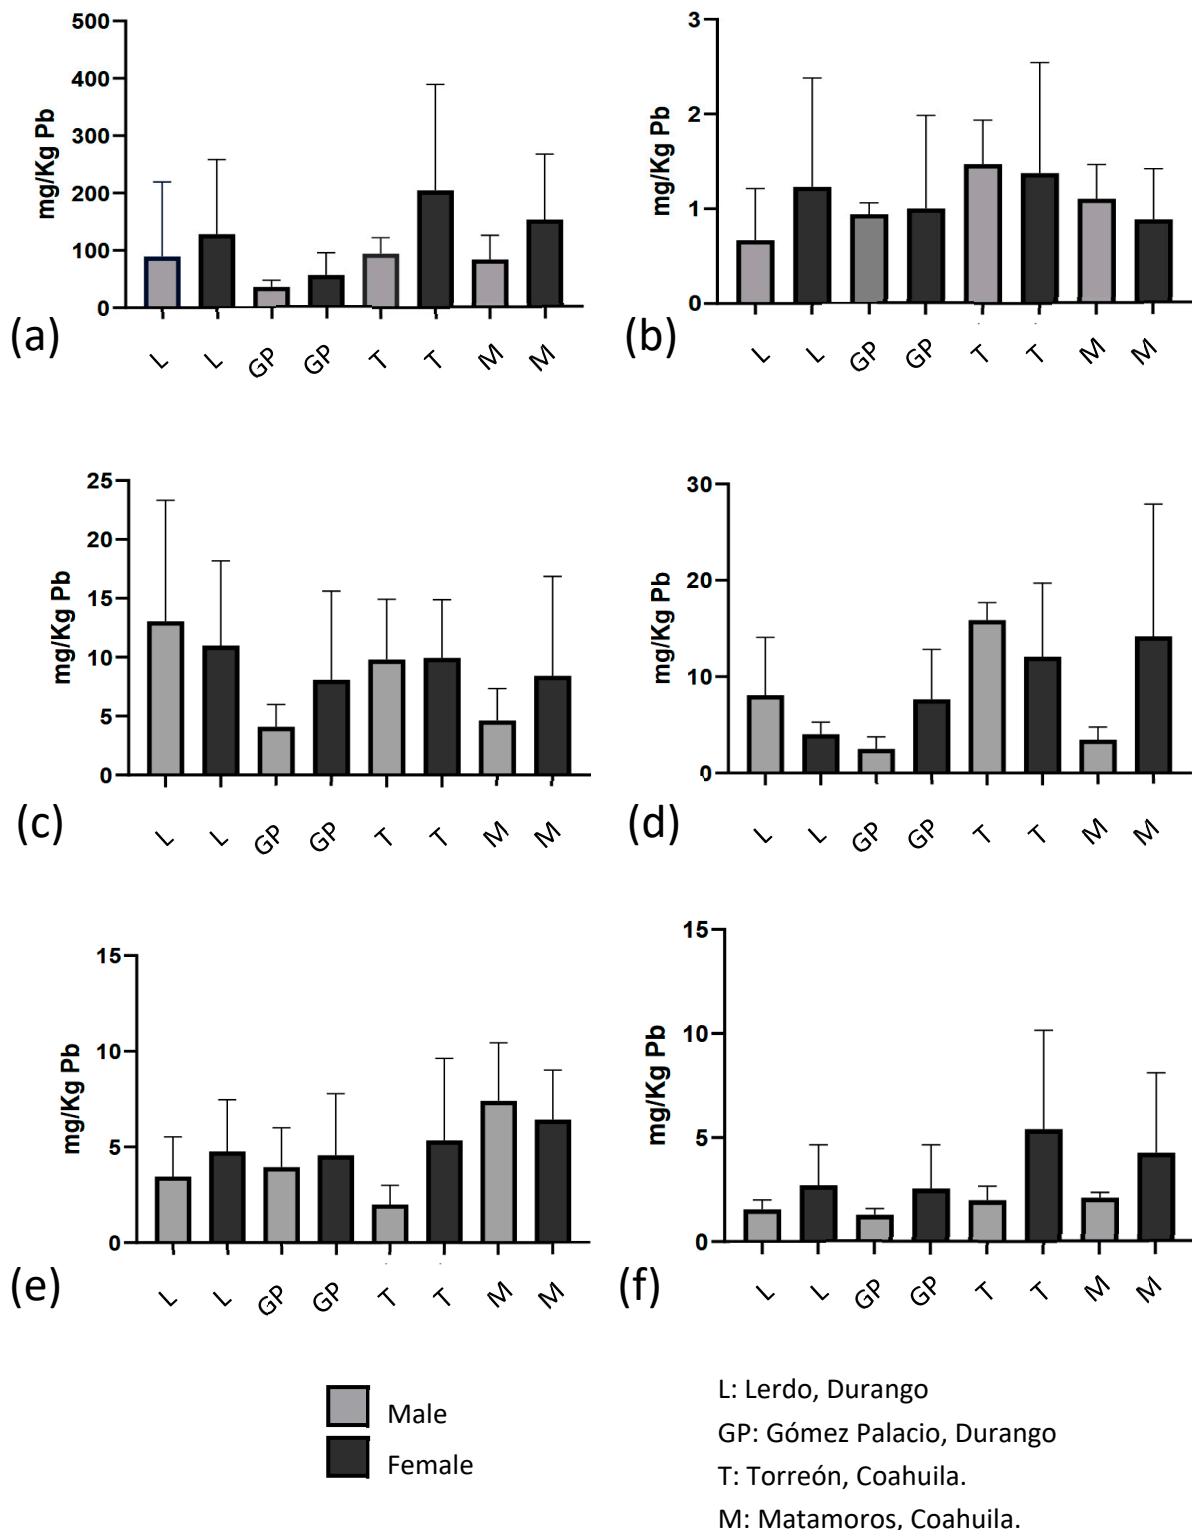 500
400
300
200
100
0
mg/Kg Pb
(a)
L L GP GP T T M M
3
2
1
0
mg/Kg Pb
(b)
L L GP GP T T M M
25
20
15
10
5
0
mg/Kg Pb
(c)
L L GP GP T T M M
30
20
10
0
mg/Kg Pb
(d)
L L GP GP T T M M
15
10
5
0
mg/Kg Pb
(e)
L L GP GP T T M M
15
10
5
0
mg/Kg Pb
(f)
L L GP GP T T M M
Male
Female
L: Lerdo, Durango
GP: Gómez Palacio, Durango
T: Torreón, Coahuila.
M: Matamoros, Coahuila.